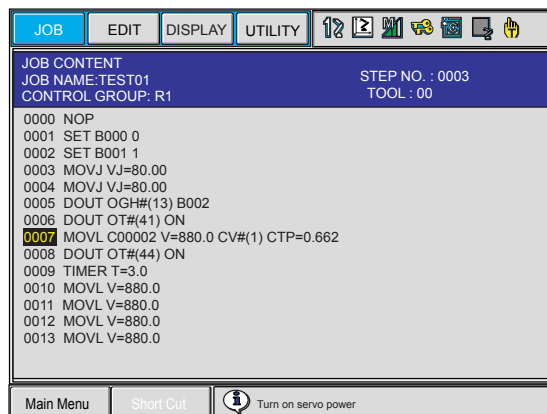 JOB EDIT DISPLAY UTILITY
JOB CONTENT
JOB NAME:TEST01 STEP NO. : 0003
CONTROL GROUP: R1 TOOL : 00
0000 NOP
0001 SET B000 0
0002 SET B001 1
0003 MOVJ VJ=80.00
0004 MOVJ VJ=80.00
0005 DOUT OGH#(13) B002
0006 DOUT OT#(41) ON
0007 MOVL C00002 V=880.0 CV#(1) CTP=0.662
0008 DOUT OT#(44) ON
0009 TIMER T=3.0
0010 MOVL V=880.0
0011 MOVL V=880.0
0012 MOVL V=880.0
0013 MOVL V=880.0
Main Menu Short Cut Turn on servo power